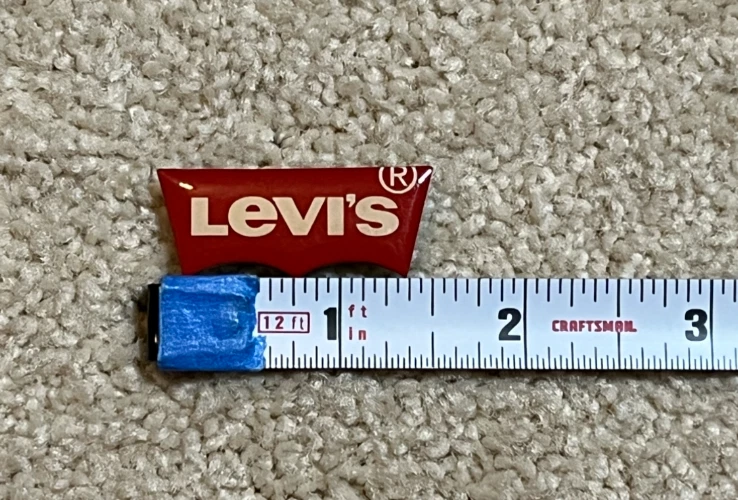 LEVI'S®
12 ft 1 ft 2 CRAFTSMAN 3
in